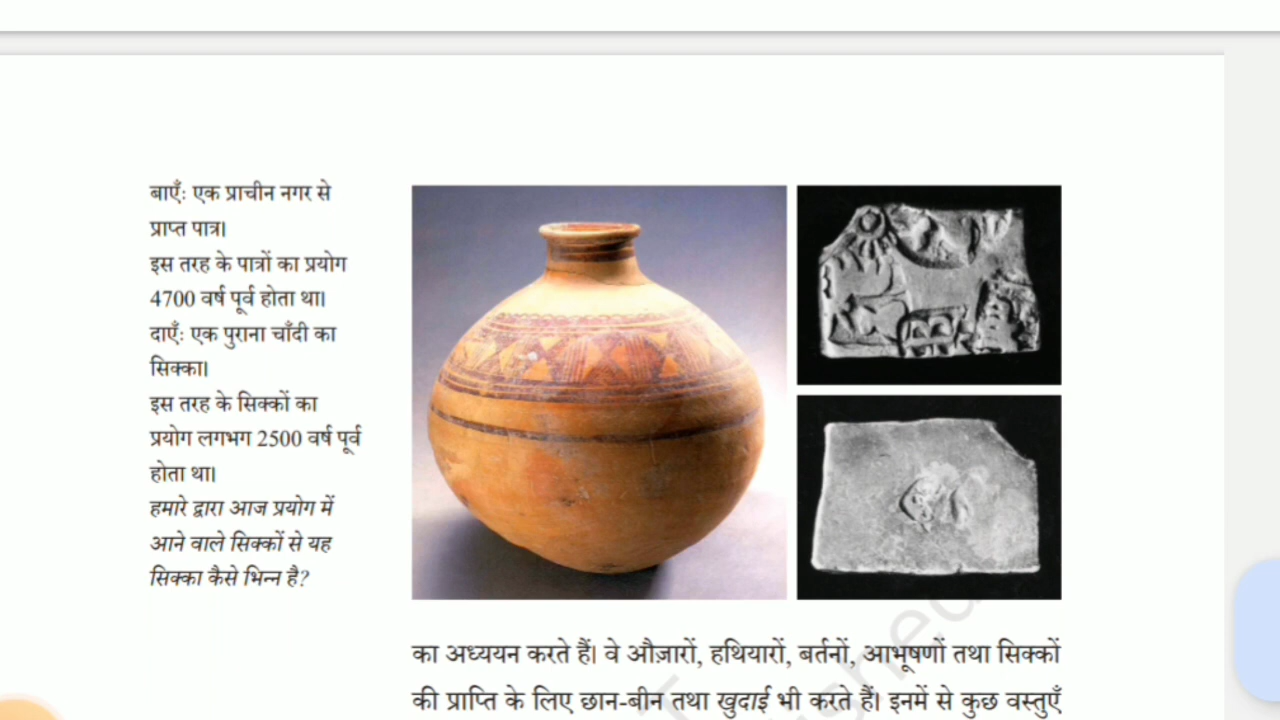 बाएँः एक प्राचीन नगर से
प्राप्त पात्र।
इस तरह के पात्रों का प्रयोग
4700 वर्ष पूर्व होता था।
दाएँः एक पुराना चाँदी का
सिक्का।
इस तरह के सिक्कों का
प्रयोग लगभग 2500 वर्ष पूर्व
होता था।
हमारे द्वारा आज प्रयोग में
आने वाले सिक्कों से यह
सिक्का कैसे भिन्न है?
का अध्ययन करते हैं। वे औज़ारों, हथियारों, बर्तनों, आभूषणों तथा सिक्कों
की प्राप्ति के लिए छान-बीन तथा खुदाई भी करते हैं। इनमें से कुछ वस्तुएँ